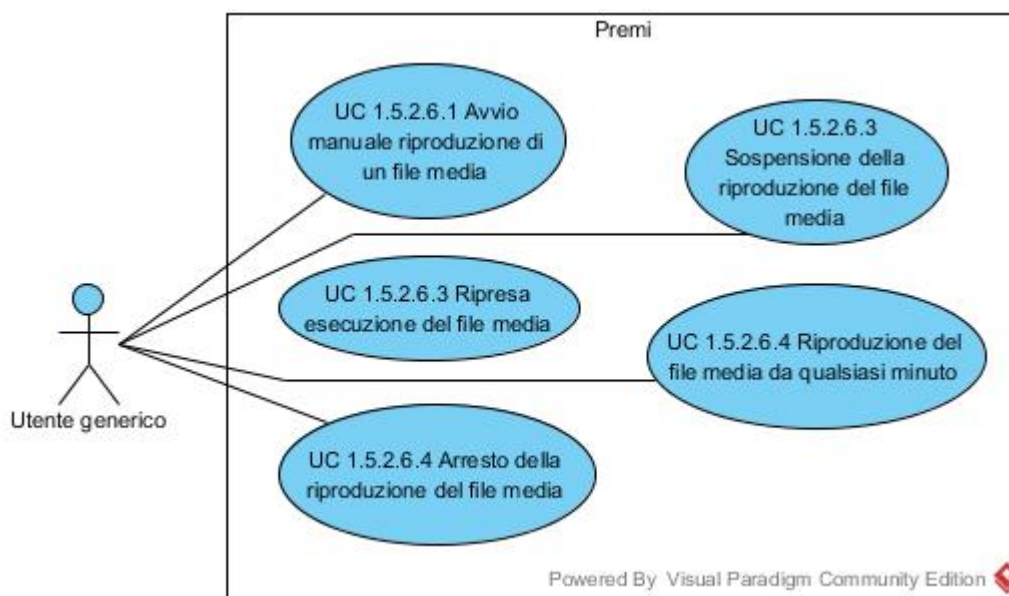 Premi
UC 1.5.2.6.1 Avvio
manuale riproduzione di
un file media
UC 1.5.2.6.3
Sospensione della
riproduzione del file
media
UC 1.5.2.6.3 Ripresa
esecuzione del file media
UC 1.5.2.6.4 Riproduzione del
file media da qualsiasi minuto
Utente generico
UC 1.5.2.6.4 Arresto della
riproduzione del file media
Powered By Visual Paradigm Community Edition